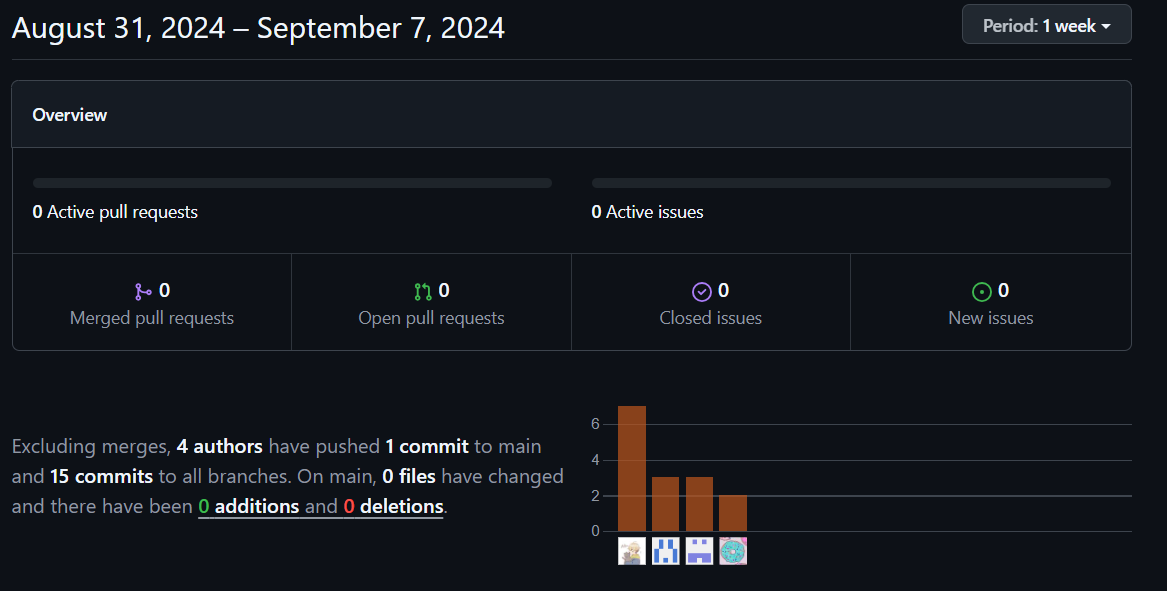 August 31, 2024 – September 7, 2024
Period: 1 week
Overview
0 Active pull requests
0 Active issues
0
Merged pull requests
0
Open pull requests
0
Closed issues
0
New issues
Excluding merges, 4 authors have pushed 1 commit to main
and 15 commits to all branches. On main, 0 files have changed
and there have been 0 additions and 0 deletions.
6
4
2
0